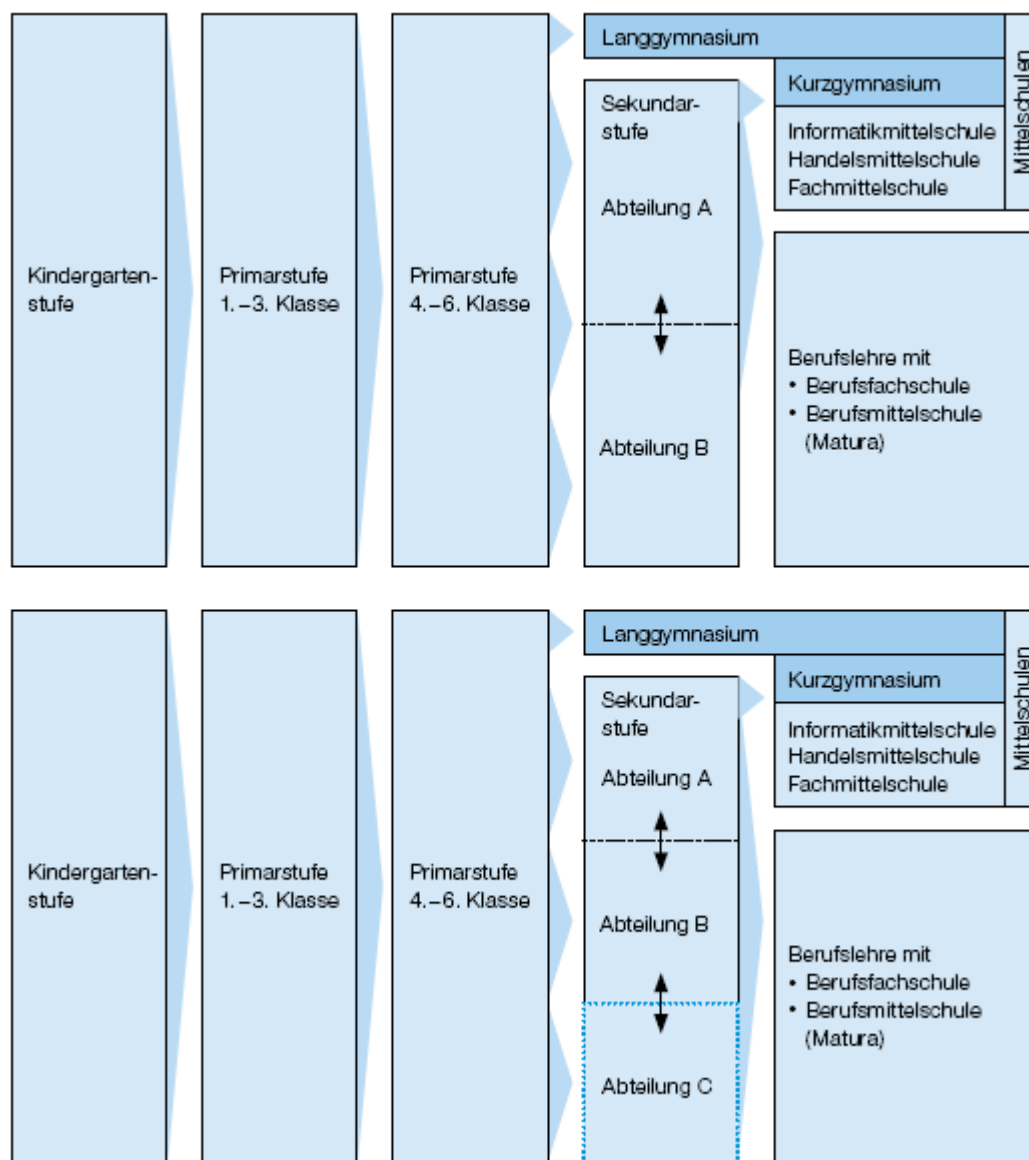 Kindergarten-
stufe
Primarstufe
1.–3. Klasse
Primarstufe
4.–6. Klasse
Langgymnasium
Sekundar-
stufe
Abteilung A
Abteilung B
Kurzgymnasium
Informatikmittelschule
Handelsmittelschule
Fachmittelschule
Mittelschulen
Berufslehre mit
• Berufsfachschule
• Berufsmittelschule
(Matura)
Kindergarten-
stufe
Primarstufe
1.–3. Klasse
Primarstufe
4.–6. Klasse
Langgymnasium
Sekundar-
stufe
Abteilung A
Abteilung B
Abteilung C
Kurzgymnasium
Informatikmittelschule
Handelsmittelschule
Fachmittelschule
Mittelschulen
Berufslehre mit
• Berufsfachschule
• Berufsmittelschule
(Matura)